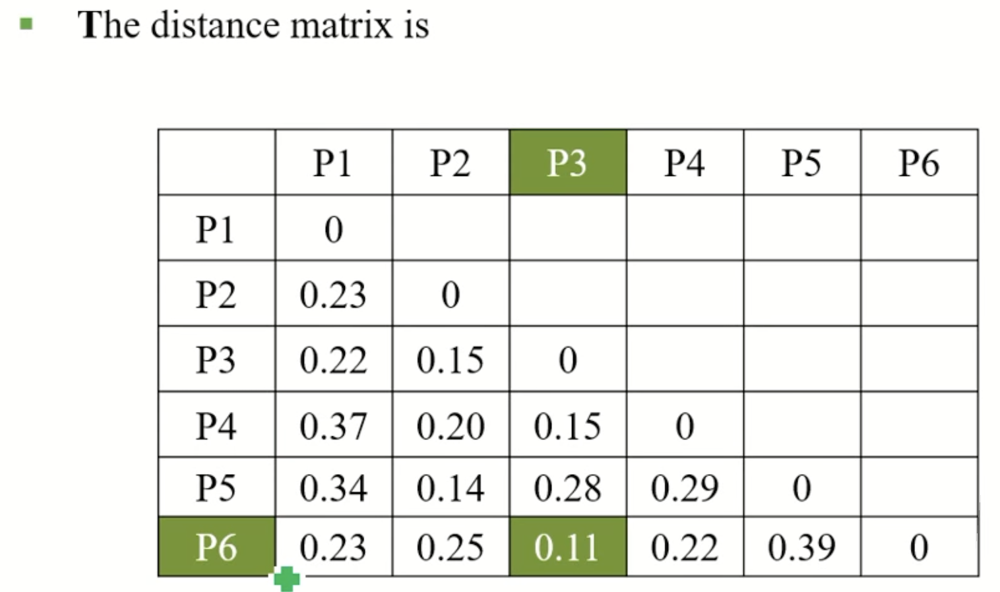 The distance matrix is
P1 P2 P3 P4 P5 P6
P1 0
P2 0.23 0
P3 0.22 0.15 0
P4 0.37 0.20 0.15 0
P5 0.34 0.14 0.28 0.29 0
P6 0.23 0.25 0.11 0.22 0.39 0